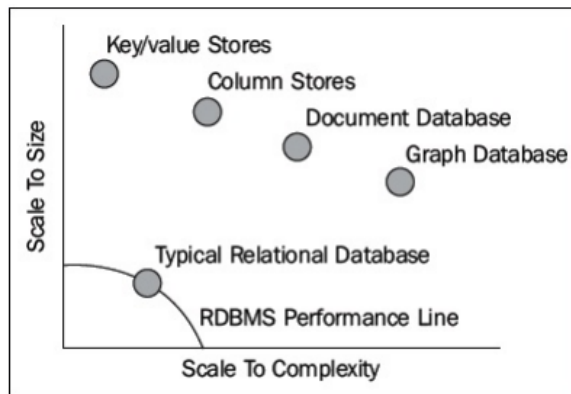 Key/value Stores
Column Stores
Document Database
Graph Database
Scale To Size
Typical Relational Database
RDBMS Performance Line
Scale To Complexity